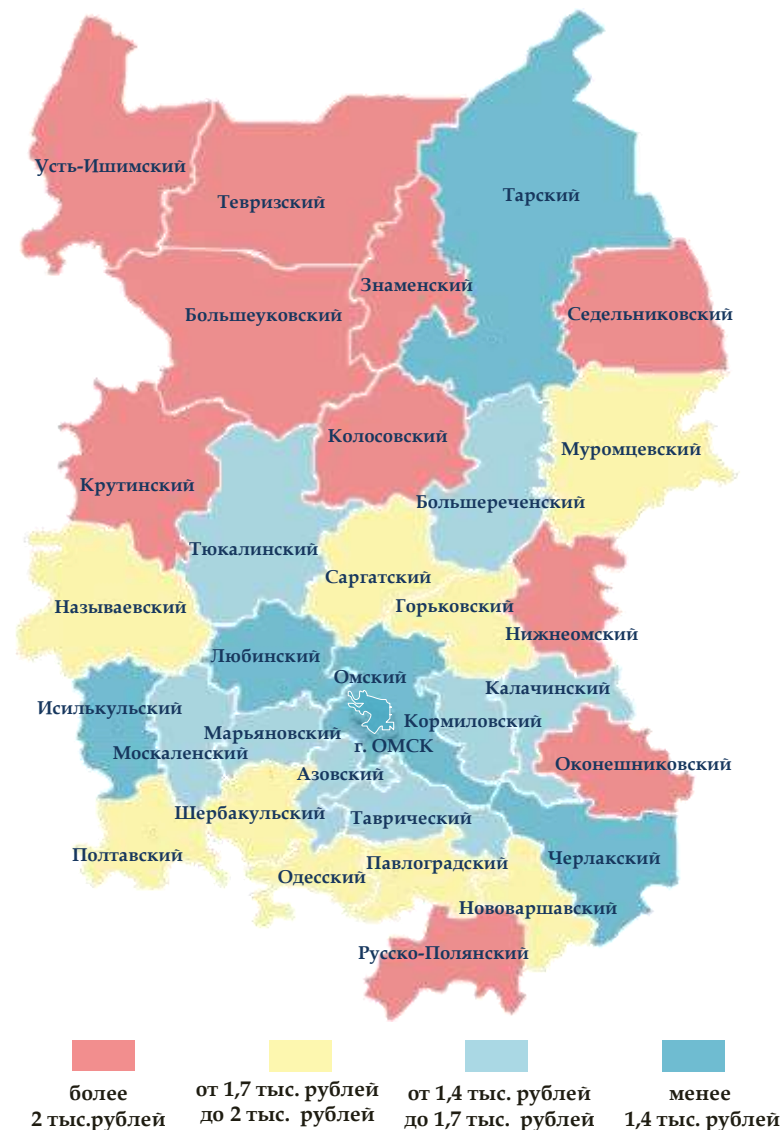 Усть-Ишимский
Тевризский
Тарский
Знаменский
Большеуковский
Седельниковский
Колосовский
Муромцевский
Крутинский
Большереченский
Тюкалинский
Саргатский
Называевский
Горьковский
Нижнеомский
Любинский
Омский
Калачинский
Исилькульский
Кормиловский
Марьяновский
Москаленский
г. ОМСК
Оконешниковский
Азовский
Шербакульский
Таврический
Полтавский
Павлоградский
Черлакский
Одесский
Нововаршавский
Русско-Полянский
более
2 тыс.рублей
от 1,7 тыс. рублей
до 2 тыс. рублей
от 1,4 тыс. рублей
до 1,7 тыс. рублей
менее
1,4 тыс. рублей